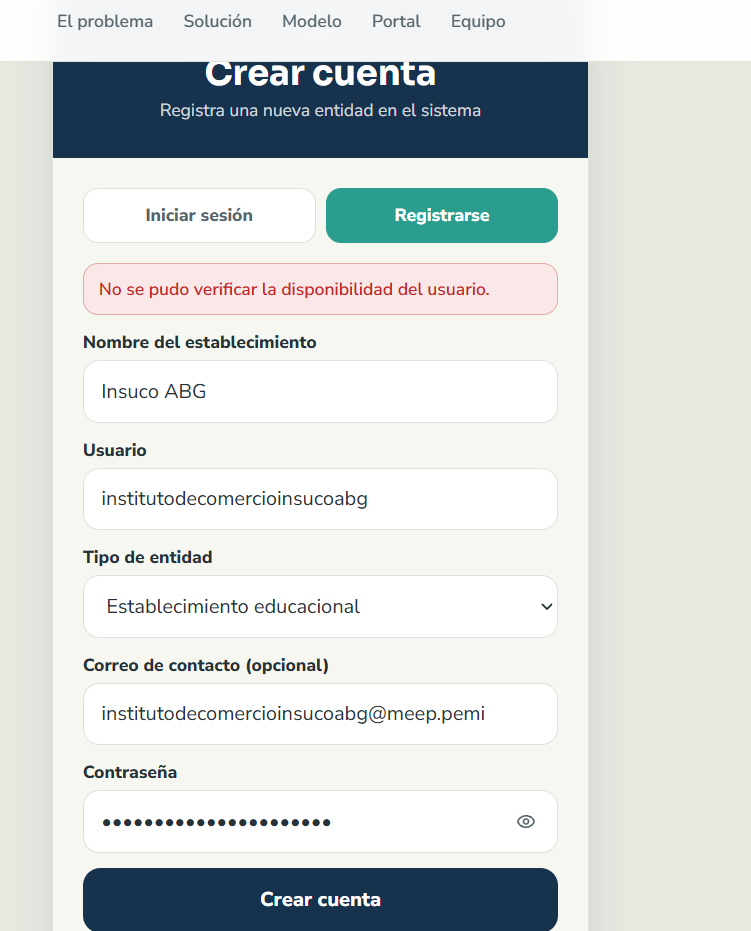 El problema Solución Modelo Portal Equipo
Crear cuenta
Registra una nueva entidad en el sistema
Iniciar sesión Registrarse
No se pudo verificar la disponibilidad del usuario.
Nombre del establecimiento
Insuco ABG
Usuario
institutodecomercioinsucoabg
Tipo de entidad
Establecimiento educacional
Correo de contacto (opcional)
institutodecomercioinsucoabg@meep.pemi
Contraseña
••••••••••••••••••••••
Crear cuenta